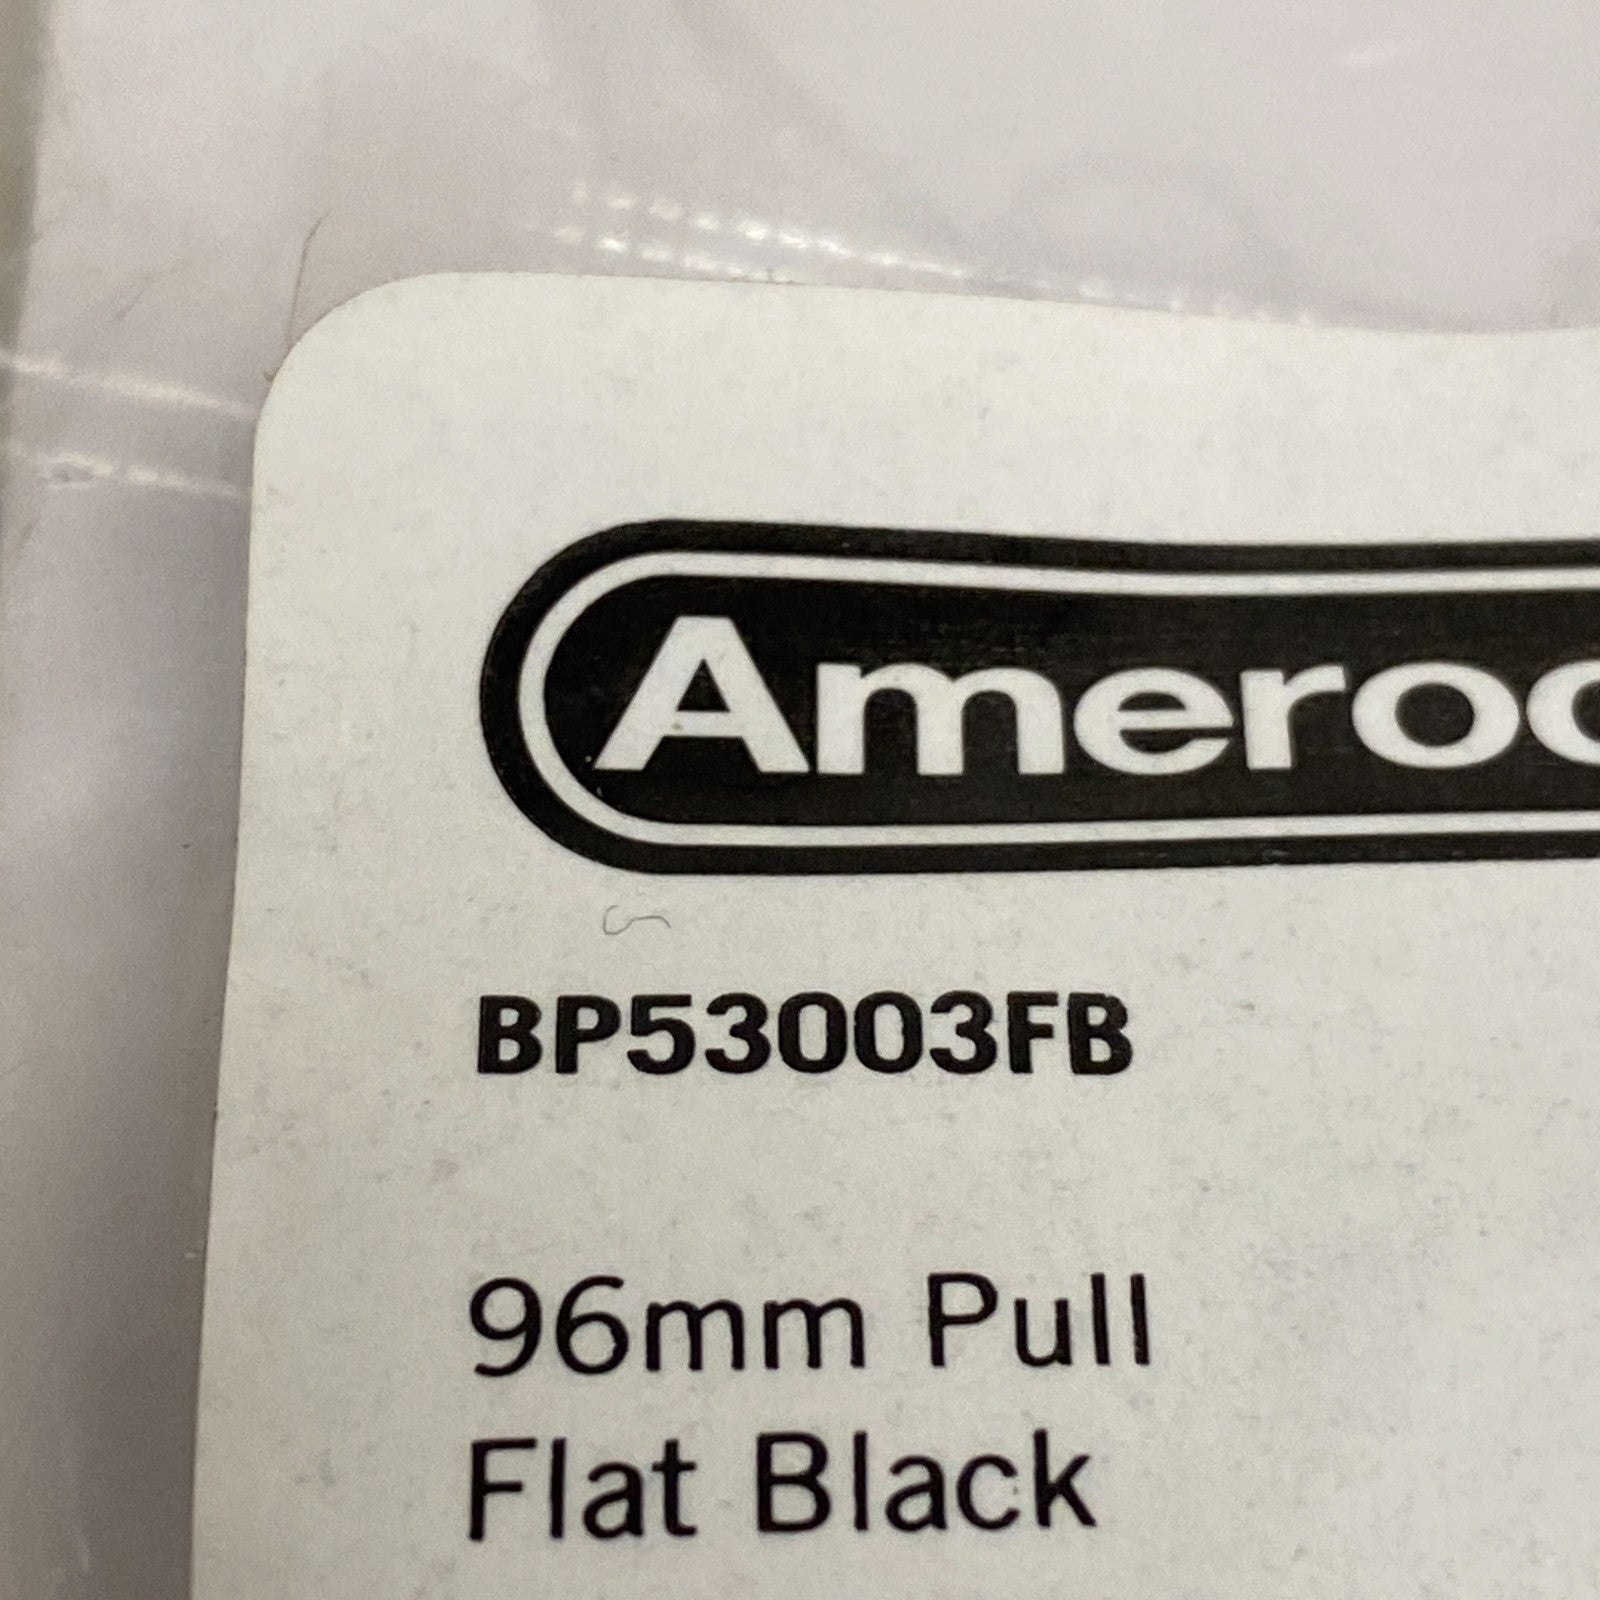 Ameroc
BP53003FB
96mm Pull
Flat Black